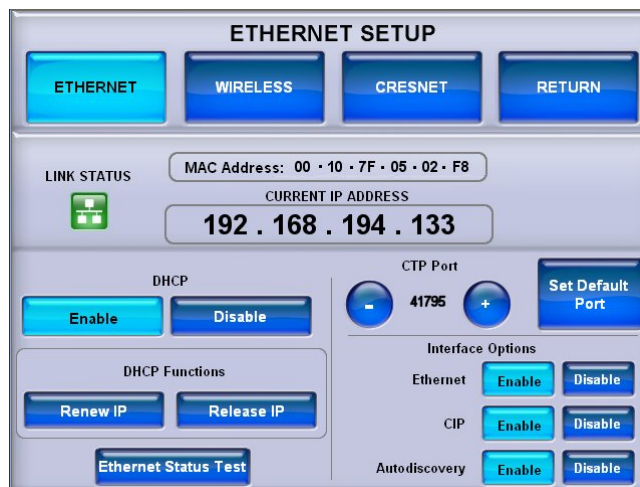 ETHERNET SETUP
ETHERNET WIRELESS CRESNET RETURN
LINK STATUS
MAC Address: 00 - 10 - 7F - 05 - 02 - F8
CURRENT IP ADDRESS
192 . 168 . 194 . 133
DHCP
Enable Disable
DHCP Functions
Renew IP Release IP
Ethernet Status Test
CTP Port
- 41795 +
Set Default
Port
Interface Options
Ethernet Enable Disable
CIP Enable Disable
Autodiscovery Enable Disable